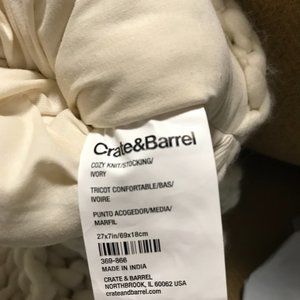 Crate&Barrel
COZY KNIT/STOCKING/
IVORY
TRICOT CONFORTABLE/BAS/
IVOIRE
PUNTO ACOGEDOR/MEDIA/
MARFIL
27x7in/69x18cm
369-866
MADE IN INDIA
CRATE & BARREL
NORTHBROOK, IL 60062 USA
crateandbarrel.com